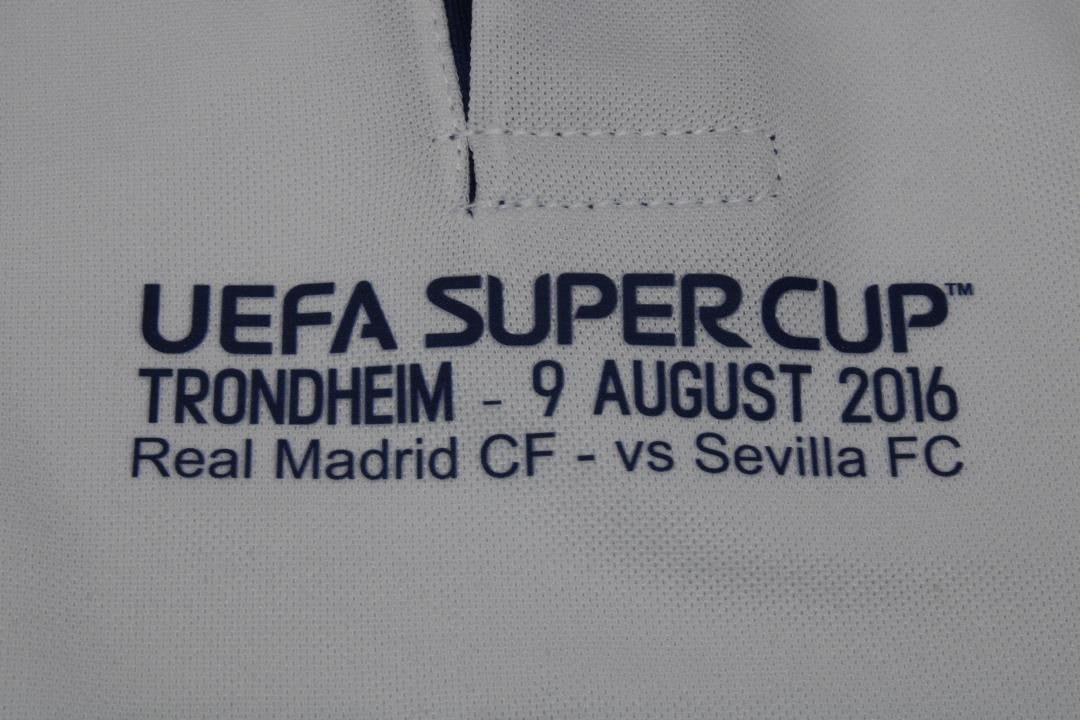 UEFA SUPER CUP™
TRONDHEIM - 9 AUGUST 2016
Real Madrid CF - vs Sevilla FC